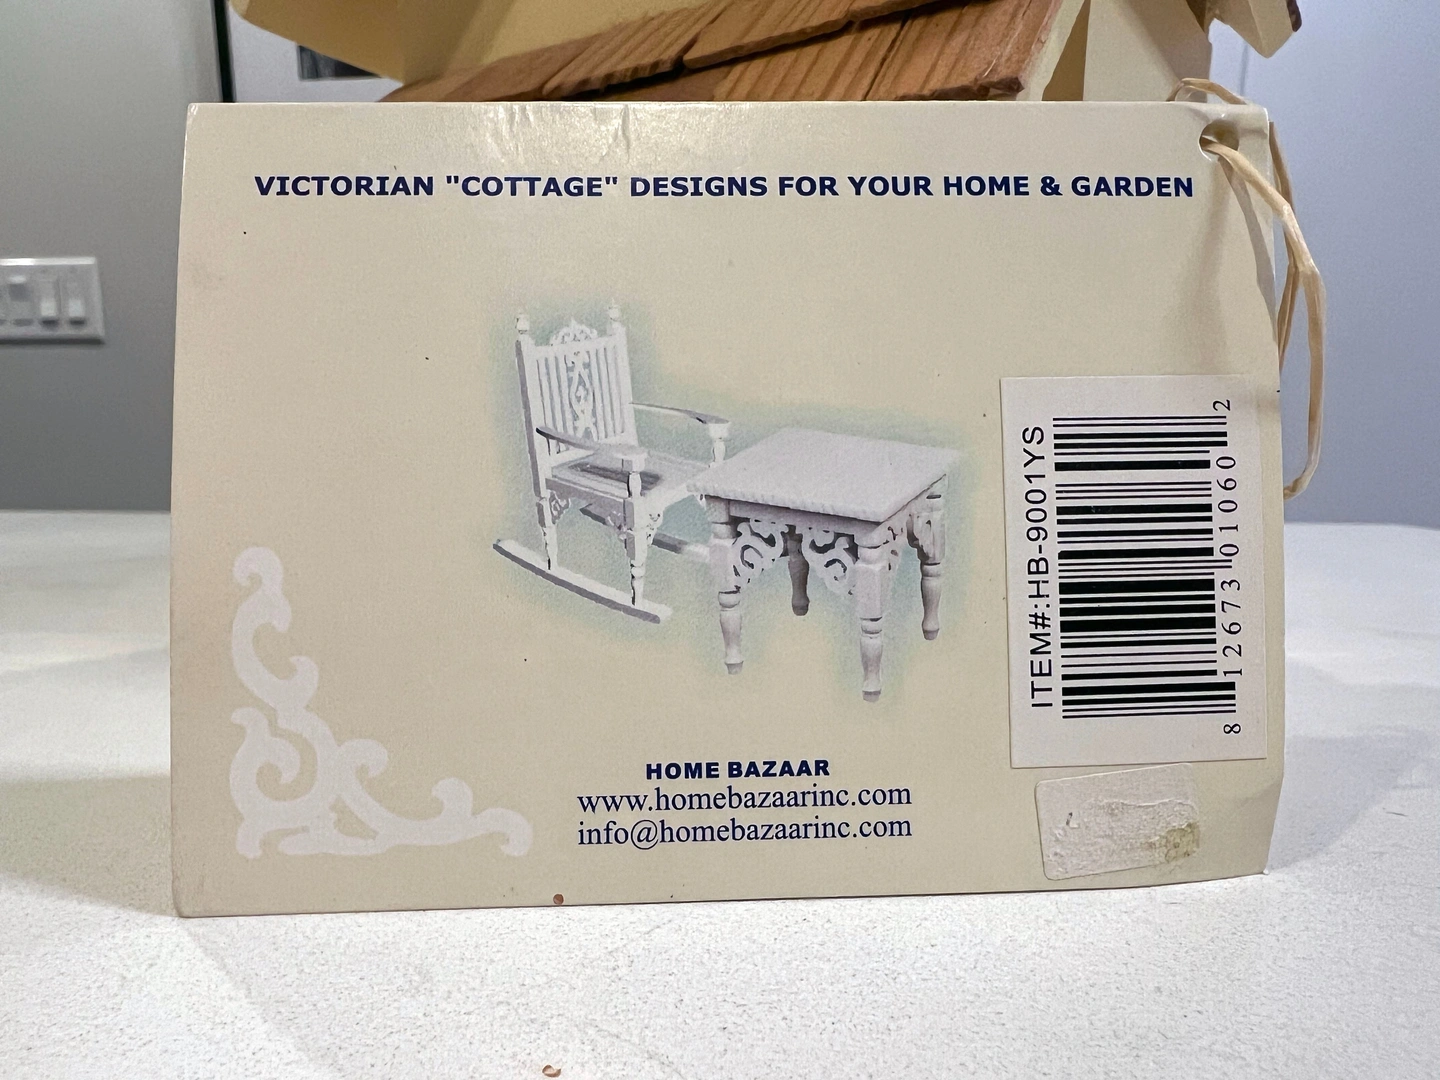 VICTORIAN "COTTAGE" DESIGNS FOR YOUR HOME & GARDEN
ITEM#:HB-9001YS
8 12673 01060 2
HOME BAZAAR
www.homebazaarinc.com
info@homebazaarinc.com